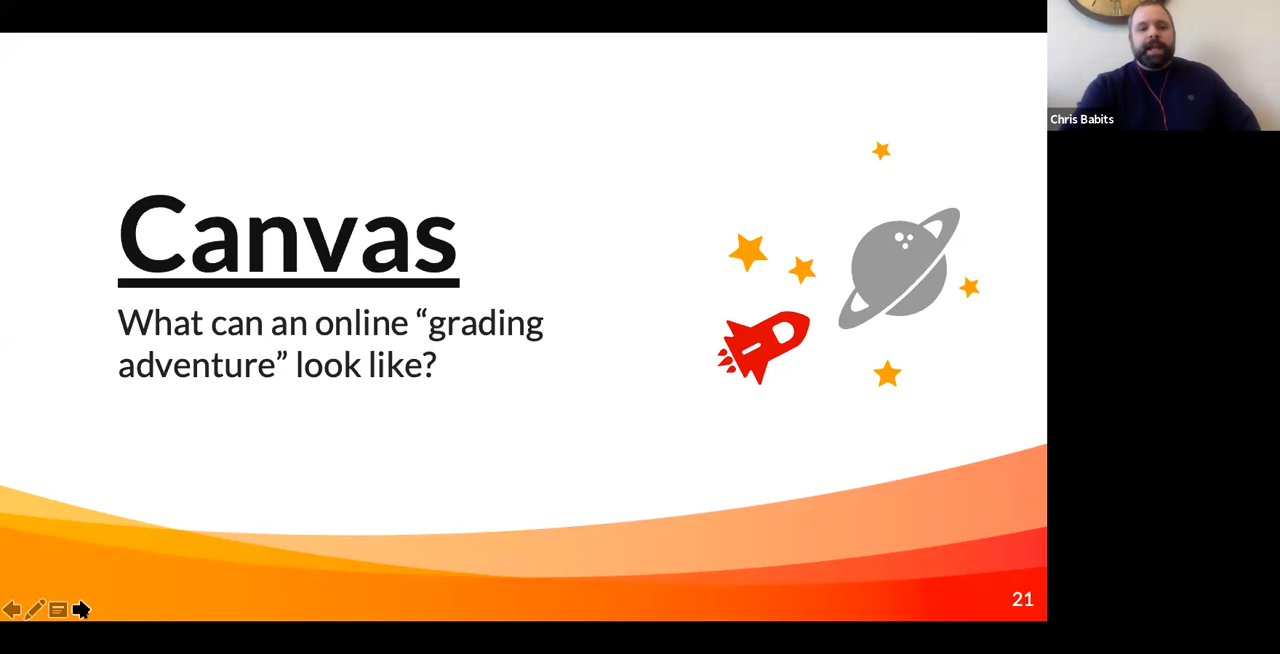 Canvas
What can an online “grading
adventure” look like?
21
Chris Babits